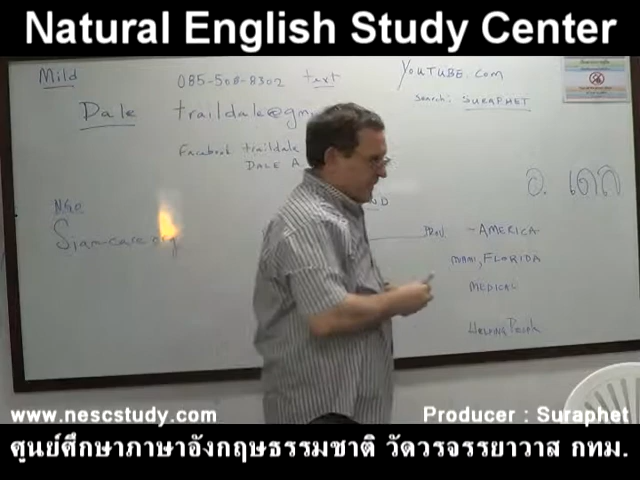 Natural English Study Center
Mild
085-508-8302 text
YOUTUBE.com
Search: SURAPHET
Dale
traildale@gm
Facebook traildale
DALE A
อ. เดล
NGO
Siam-care.org
- AMERICA
MIAMI, FLORIDA
MEDICAL
HELPING People
www.nescstudy.com
Producer : Suraphet
ศูนย์ศึกษาภาษาอังกฤษธรรมชาติ วัดวรจรรยาวาส กทม.